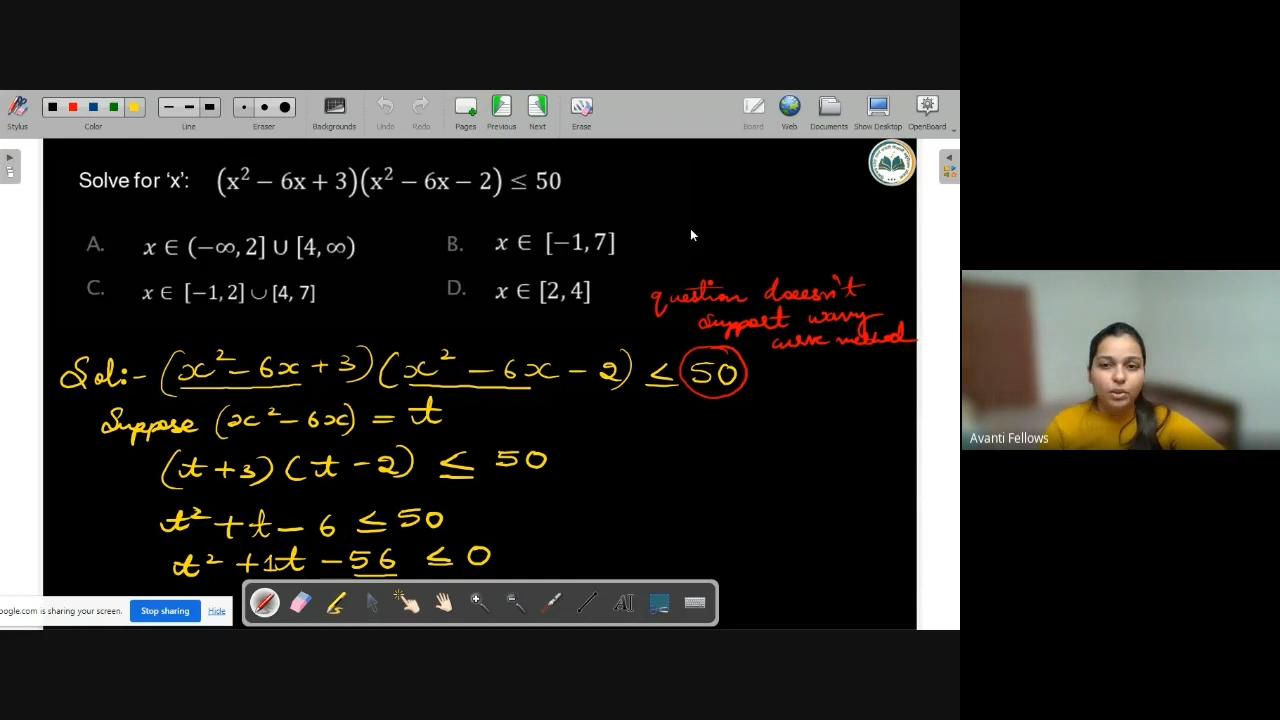 Stylus
Color
Line
Eraser
Backgrounds
Undo
Redo
Pages
Previous
Next
Erase
Board
Web
Documents
Show Desktop
OpenBoard
Solve for ‘x’: (x² − 6x + 3)(x² − 6x − 2) ≤ 50
A. x ∈ (−∞, 2] ∪ [4, ∞)
B. x ∈ [−1, 7]
C. x ∈ [−1, 2] ∪ [4, 7]
D. x ∈ [2, 4]
question doesn't
support wavy
curve method
Sol:- (x² − 6x + 3)(x² − 6x − 2) ≤ 50
Suppose (x² − 6x) = t
(t + 3)(t − 2) ≤ 50
t² + t − 6 ≤ 50
t² + 1t − 56 ≤ 0
oogle.com is sharing your screen.
Stop sharing
Hide
Avanti Fellows